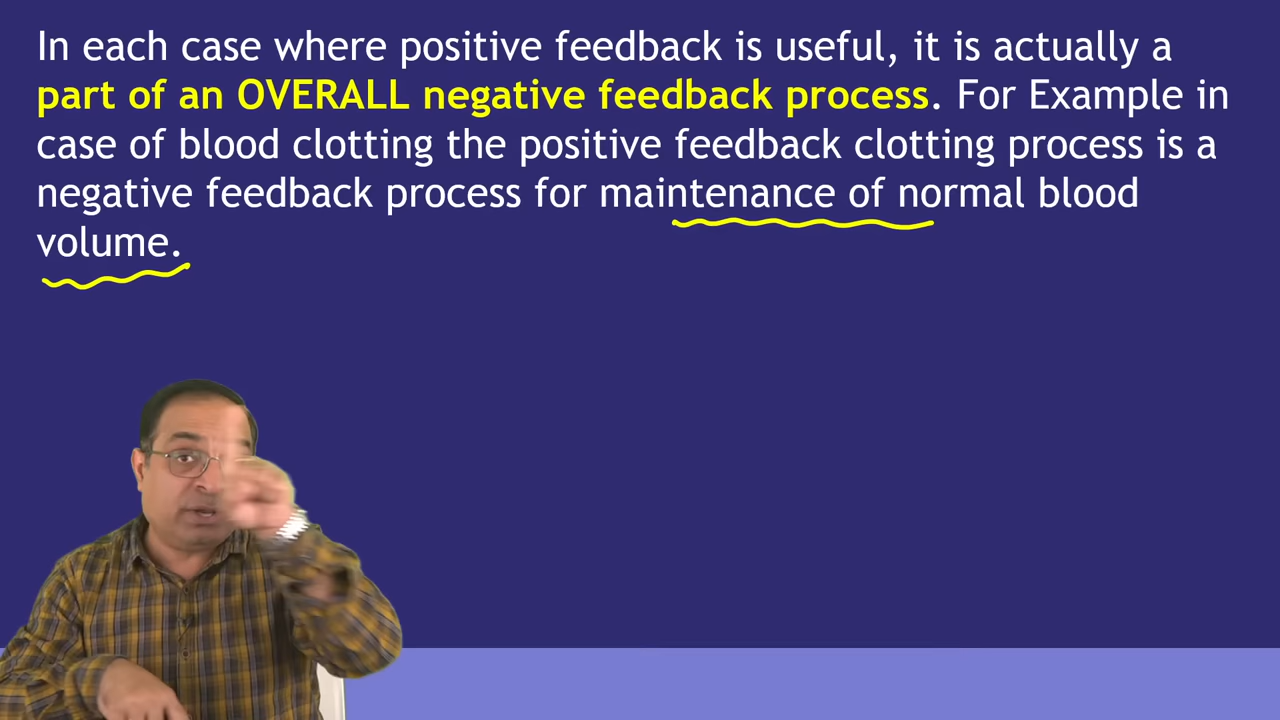 In each case where positive feedback is useful, it is actually a
part of an OVERALL negative feedback process. For Example in
case of blood clotting the positive feedback clotting process is a
negative feedback process for maintenance of normal blood
volume.